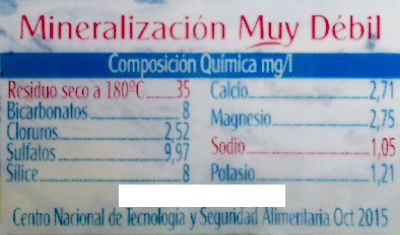 Mineralización Muy Débil
Composición Química mg/l
Residuo seco a 180ºC.......35
Bicarbonatos..................8
Cloruros......................2,52
Sulfatos......................9,97
Sílice...........................8
Calcio.........................2,71
Magnesio....................2,75
Sodio.........................1,05
Potasio.......................1,21
Centro Nacional de Tecnología y Seguridad Alimentaria Oct 2015